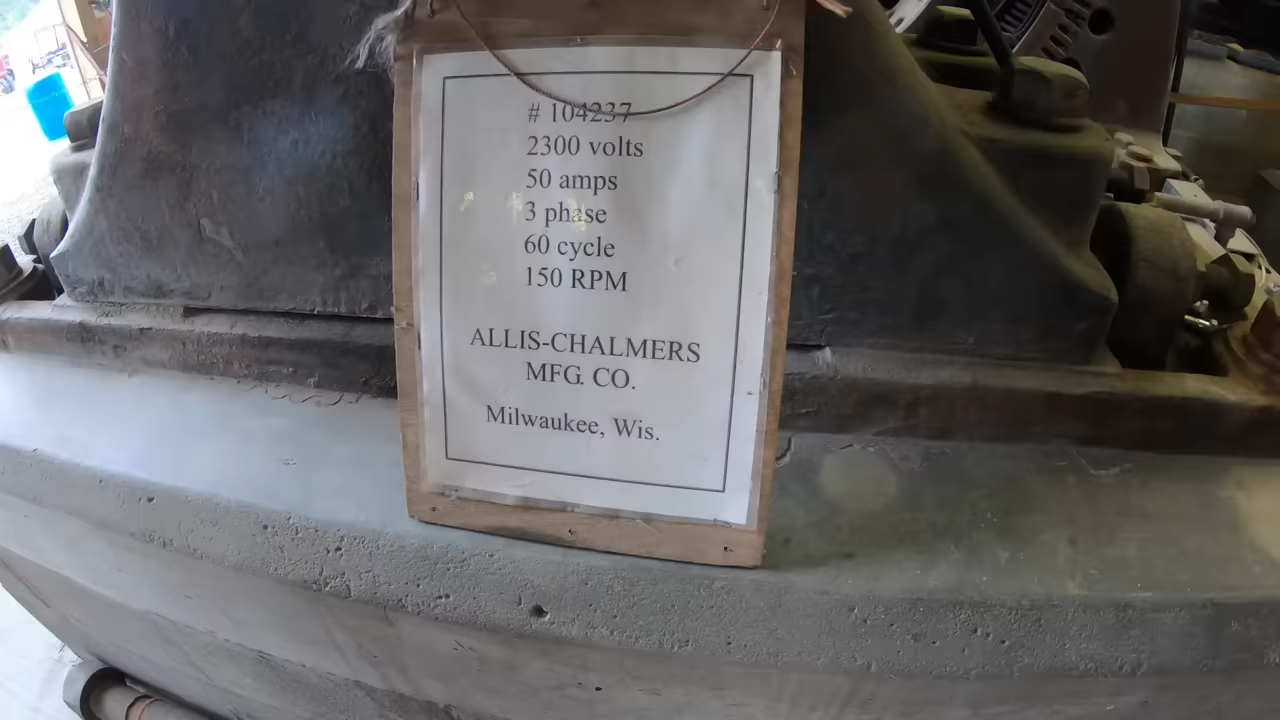 # 104237
2300 volts
50 amps
3 phase
60 cycle
150 RPM
ALLIS-CHALMERS
MFG. CO.
Milwaukee, Wis.